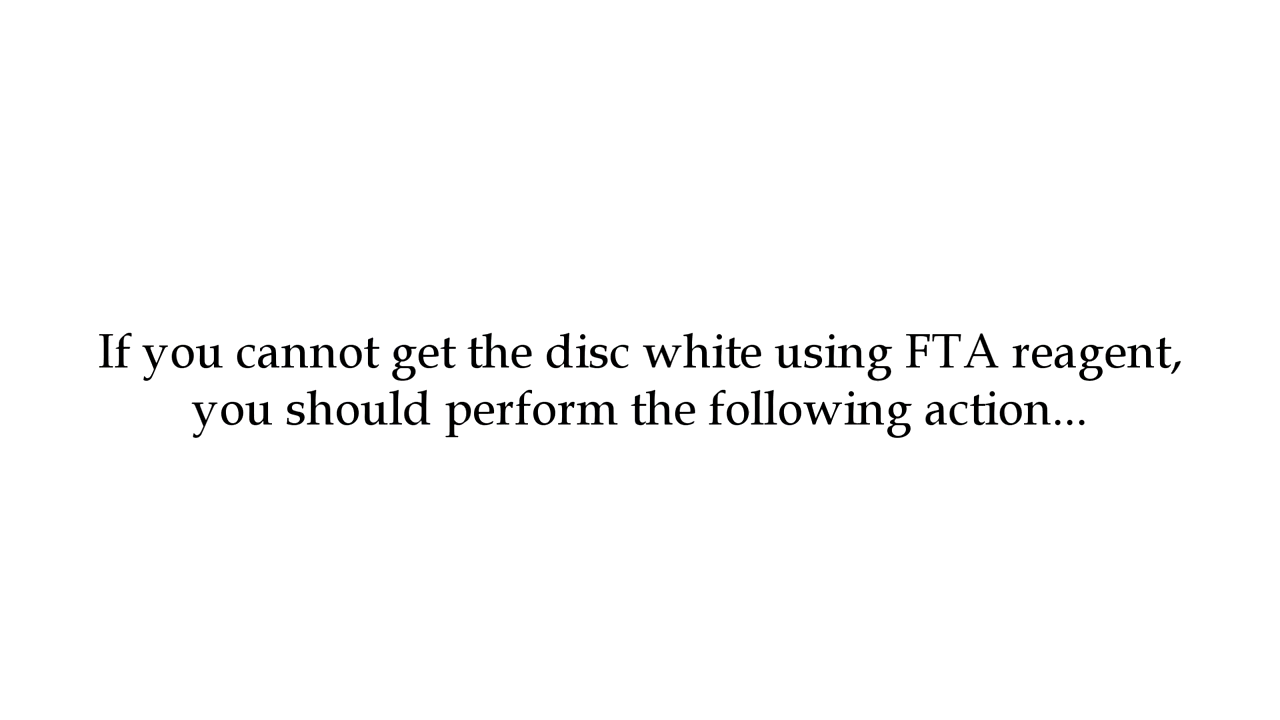 If you cannot get the disc white using FTA reagent,
you should perform the following action...